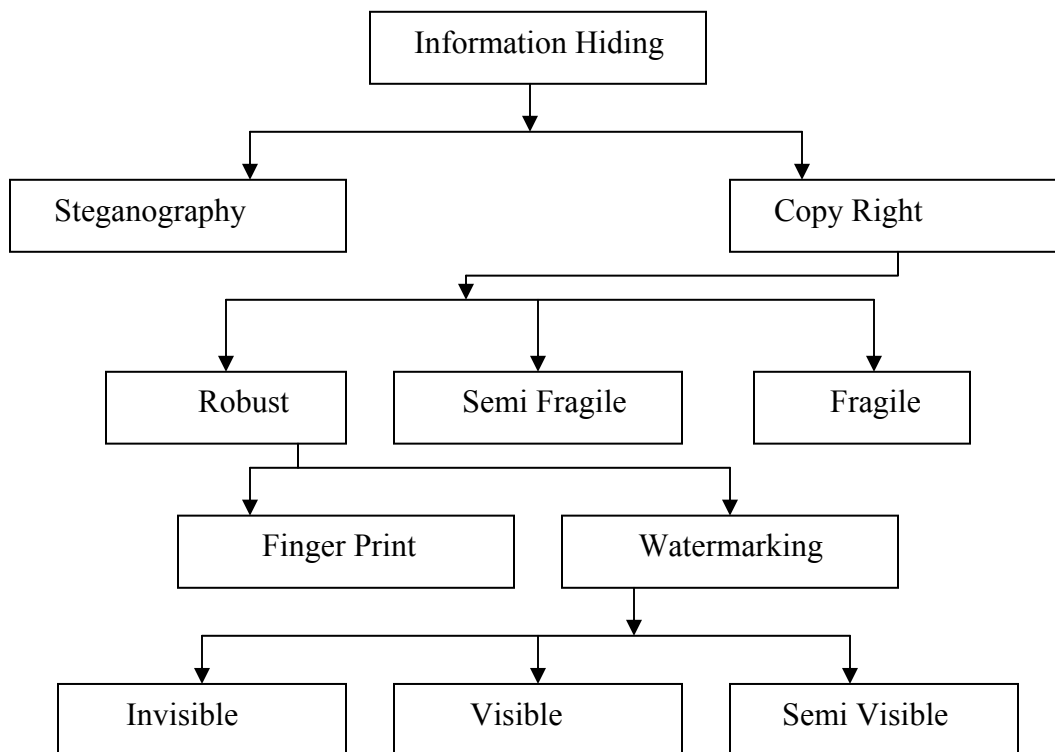 Information Hiding
Steganography
Copy Right
Robust
Semi Fragile
Fragile
Finger Print
Watermarking
Invisible
Visible
Semi Visible